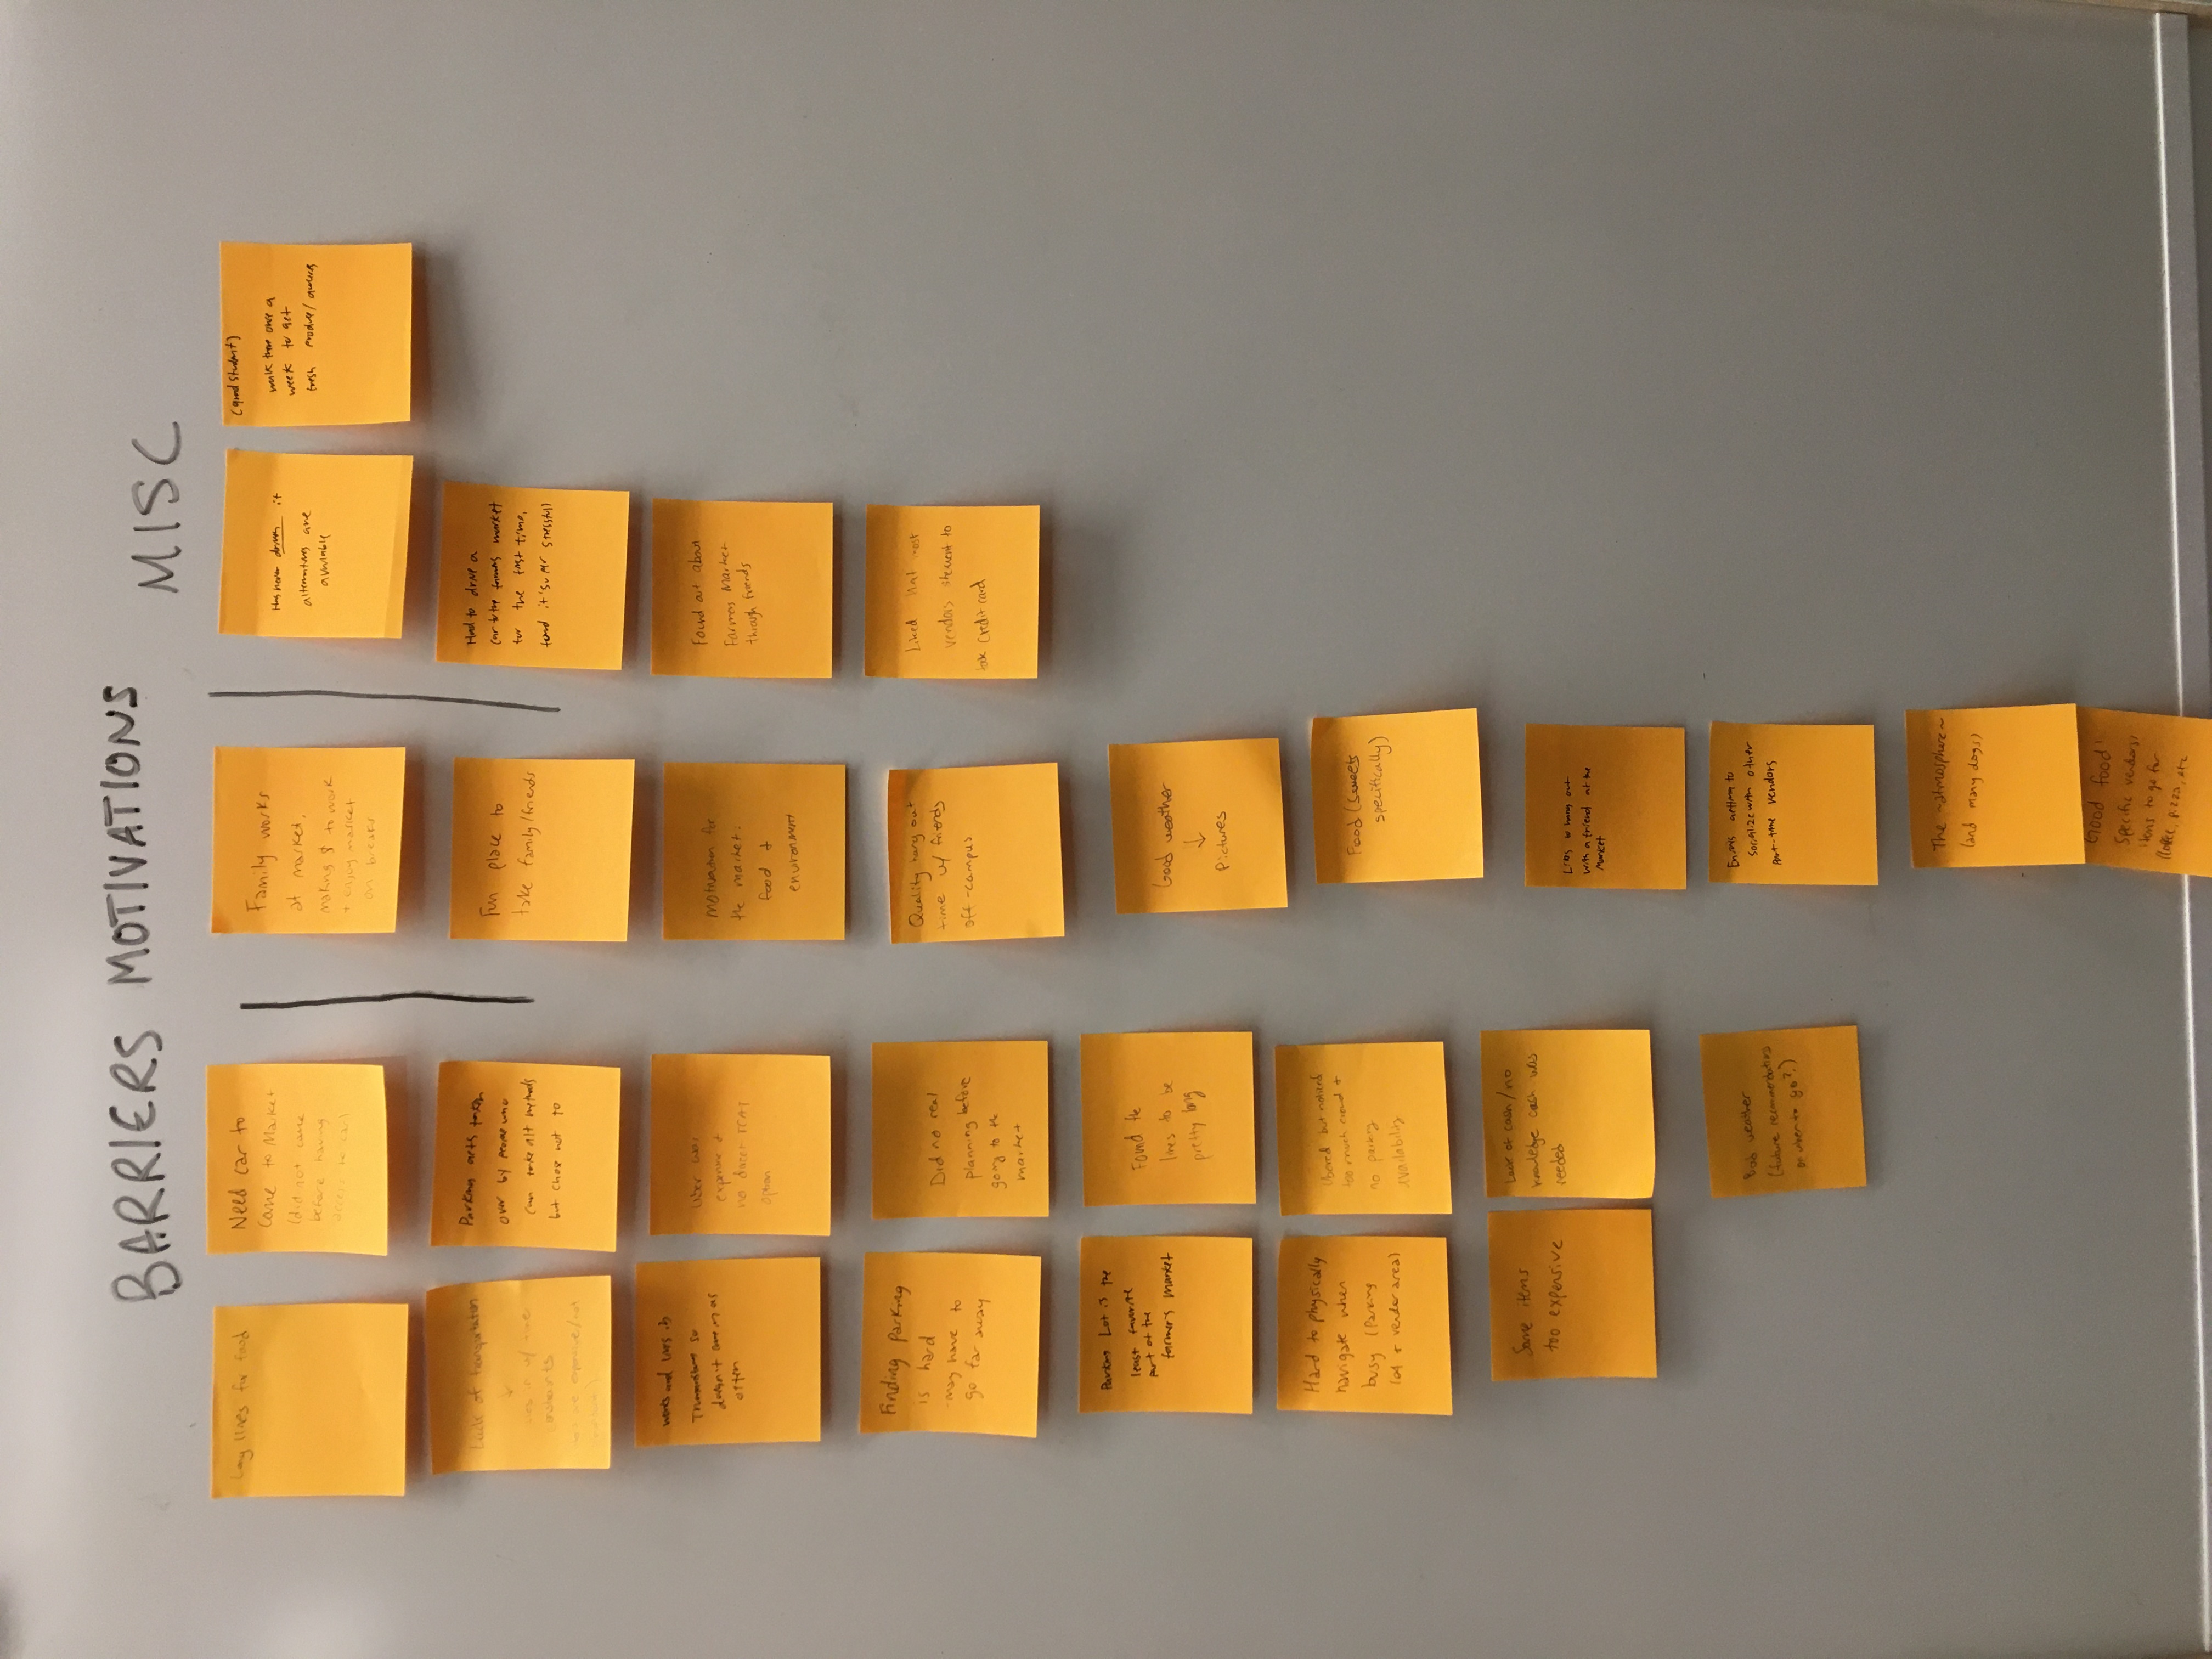 BARRIERS MOTIVATIONS MISC
Long lines for food
Lack of transportation
↓
ties in w/ time
constraints
expensive/not
works and lives in
Trumansburg so
doesn't come in as
often
Finding parking
is hard
-may have to
go far away
Parking Lot is the
least favorite
part of the
farmer's market
Hard to physically
navigate when
busy (Parking
lot + vendor area)
Some items
too expensive
Need car to
come to Market
(did not come
before having
access to car)
Parking gets taken
over by people who
can take alt methods
but chose not to
Uber was
expensive +
no direct TCAT
option
Did no real
planning before
going to the
market
Found the
lines to be
pretty long
Ubered but noticed
too much crowd +
no parking
availability
Lack of cash/no
knowledge cash was
needed
Bad weather
(future recommendations
on when to go?)
Family works
at market,
making $ to work
+ enjoy market
on breaks
Fun place to
take family/friends
Motivation for
the market:
food +
environment
Quality hang out
time w/ friends
off-campus
Good weather
↓
Pictures
Food (sweets
specifically)
Likes to hang out
with a friend at the
Market
Enjoys getting to
socialize with other
part-time vendors
The ~atmosphere~
(and many dogs)
Good food!
Specific vendors/
items to go for
(coffee, pizza, etc
Has never driven if
alternatives are
available
Had to drive a
car to the farmers market
for the first time,
found it super stressful
Found out about
Farmers Market
through friends
Liked that most
vendors to
took credit card
(grad student)
walk there once a
week to get
fresh produce/